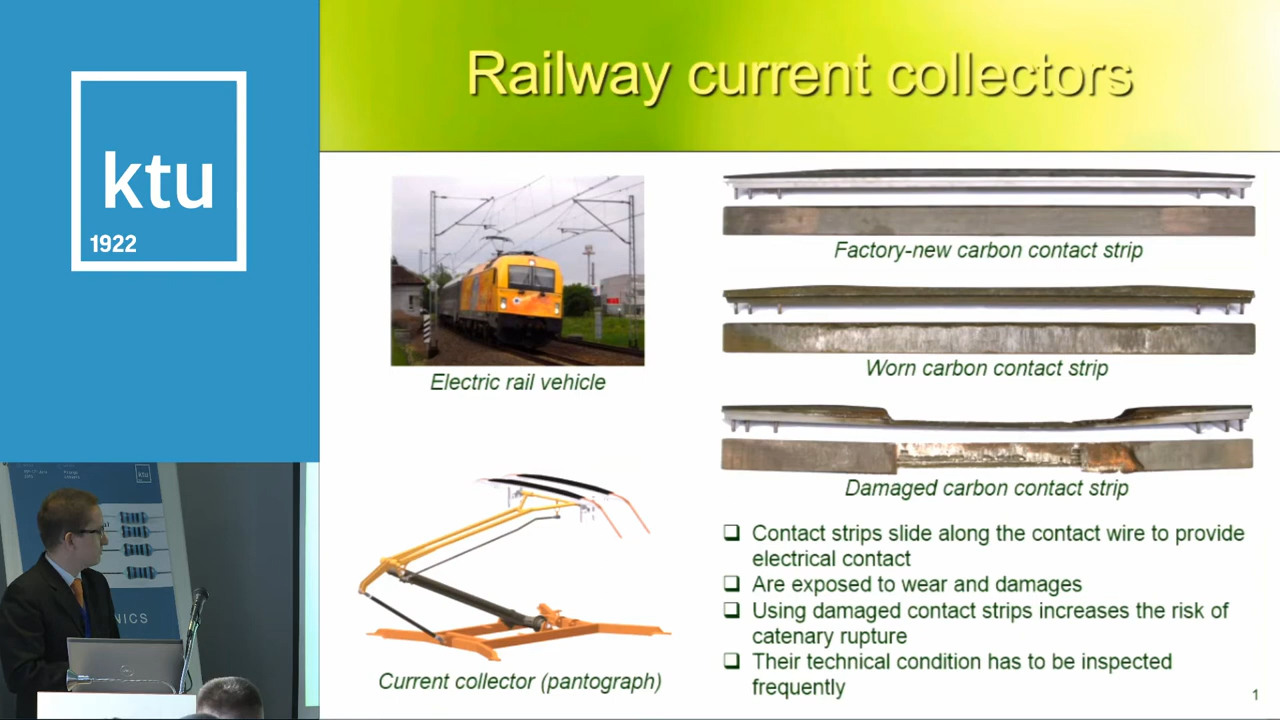 ktu
1922
Railway current collectors
Electric rail vehicle
Current collector (pantograph)
Factory-new carbon contact strip
Worn carbon contact strip
Damaged carbon contact strip
Contact strips slide along the contact wire to provide
electrical contact
Are exposed to wear and damages
Using damaged contact strips increases the risk of
catenary rupture
Their technical condition has to be inspected
frequently
1
ktu
NICS